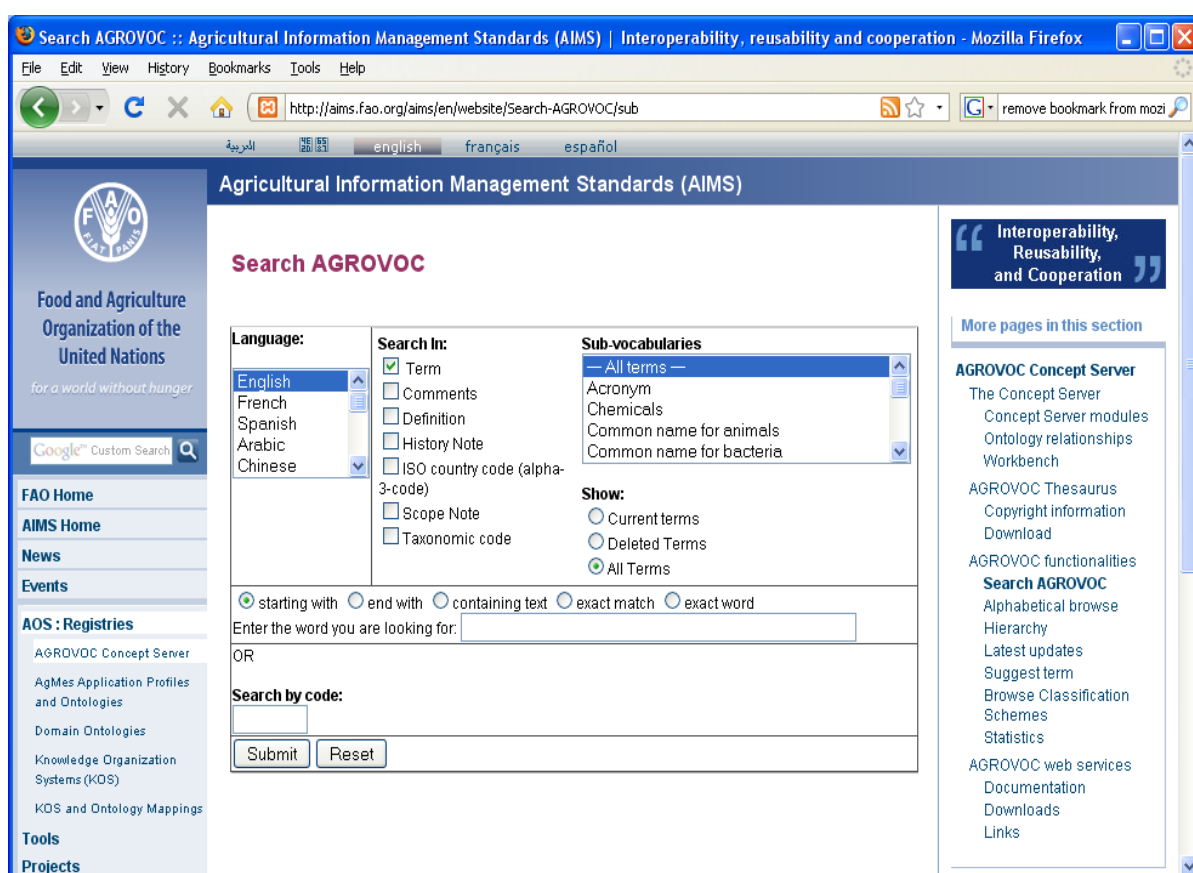 Search AGROVOC :: Agricultural Information Management Standards (AIMS) | Interoperability, reusability and cooperation - Mozilla Firefox
File Edit View History Bookmarks Tools Help
http://aims.fao.org/aims/en/website/Search-AGROVOC/sub
G remove bookmark from mozi
العربية english français español
Agricultural Information Management Standards (AIMS)
FAO
FIAT PANIS
Food and Agriculture
Organization of the
United Nations
for a world without hunger
Google™ Custom Search
FAO Home
AIMS Home
News
Events
AOS : Registries
AGROVOC Concept Server
AgMes Application Profiles
and Ontologies
Domain Ontologies
Knowledge Organization
Systems (KOS)
KOS and Ontology Mappings
Tools
Projects
Search AGROVOC
Language:
English
French
Spanish
Arabic
Chinese
Search In:
Term
Comments
Definition
History Note
ISO country code (alpha-
3-code)
Scope Note
Taxonomic code
Sub-vocabularies
— All terms —
Acronym
Chemicals
Common name for animals
Common name for bacteria
Show:
Current terms
Deleted Terms
All Terms
starting with end with containing text exact match exact word
Enter the word you are looking for:
OR
Search by code:
Submit Reset
“ Interoperability,
Reusability,
and Cooperation ”
More pages in this section
AGROVOC Concept Server
The Concept Server
Concept Server modules
Ontology relationships
Workbench
AGROVOC Thesaurus
Copyright information
Download
AGROVOC functionalities
Search AGROVOC
Alphabetical browse
Hierarchy
Latest updates
Suggest term
Browse Classification
Schemes
Statistics
AGROVOC web services
Documentation
Downloads
Links